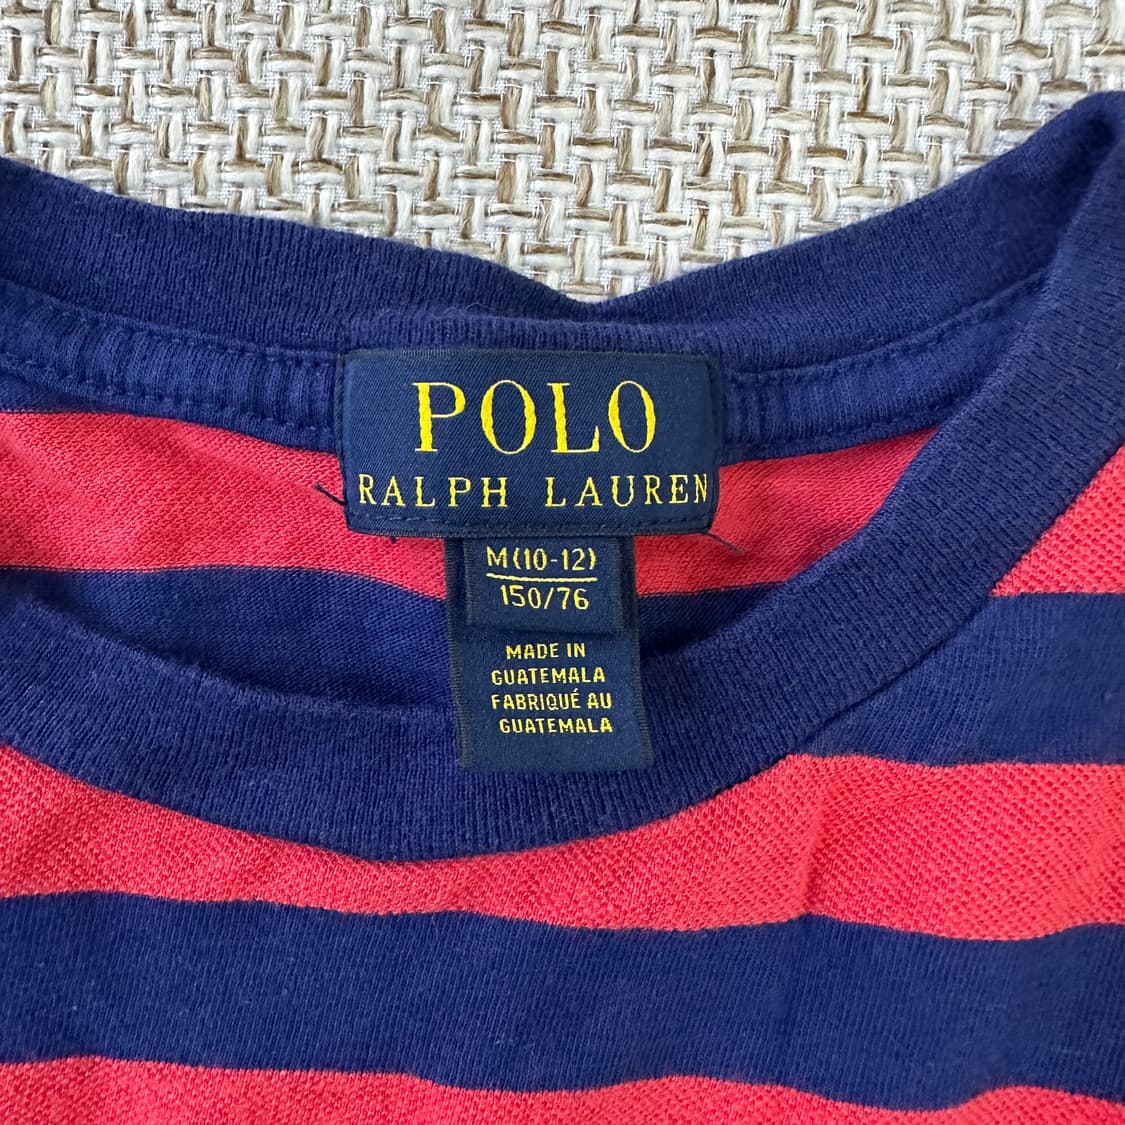 POLO
RALPH LAUREN
M(10-12)
150/76
MADE IN
GUATEMALA
FABRIQUÉ AU
GUATEMALA